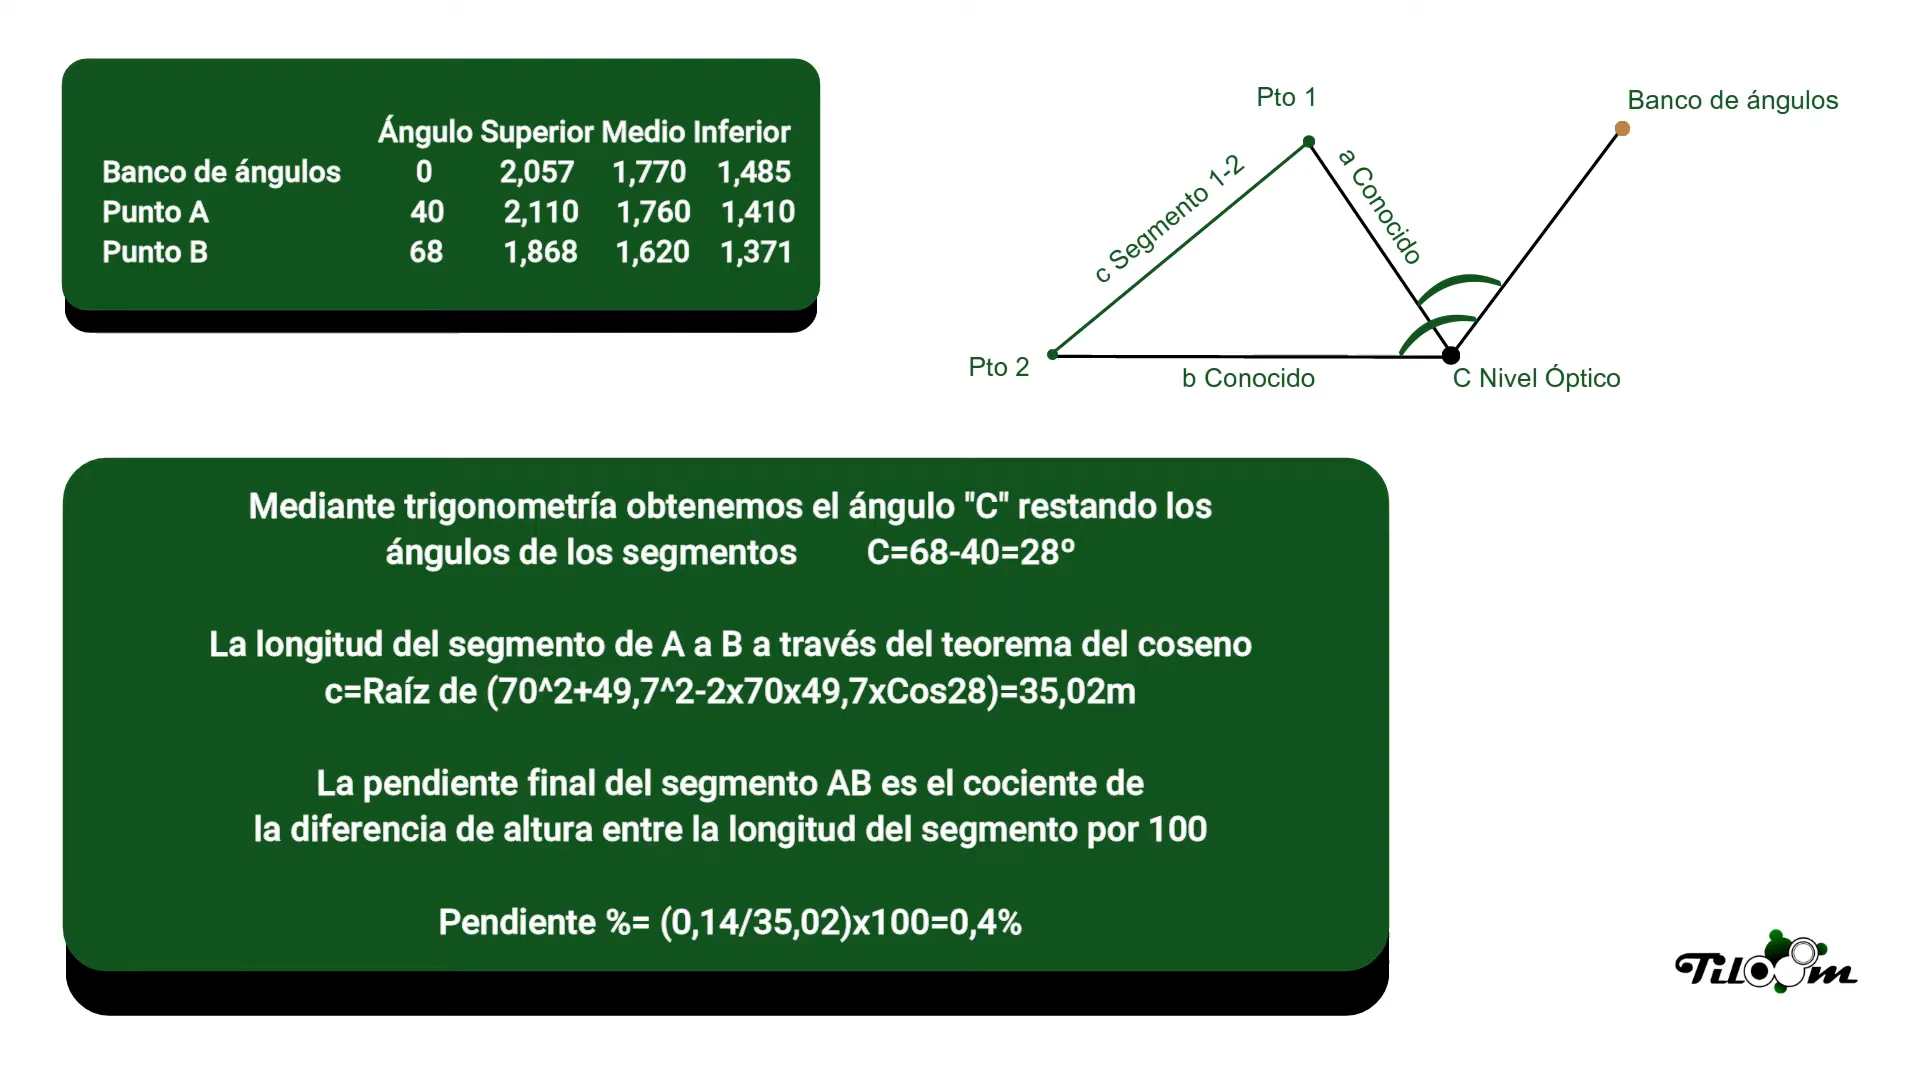 Ángulo Superior Medio Inferior
Banco de ángulos 0 2,057 1,770 1,485
Punto A 40 2,110 1,760 1,410
Punto B 68 1,868 1,620 1,371
Pto 1
Banco de ángulos
c Segmento 1-2
a Conocido
Pto 2
b Conocido
C Nivel Óptico
Mediante trigonometría obtenemos el ángulo "C" restando los
ángulos de los segmentos C=68-40=28º
La longitud del segmento de A a B a través del teorema del coseno
c=Raíz de (70^2+49,7^2-2x70x49,7xCos28)=35,02m
La pendiente final del segmento AB es el cociente de
la diferencia de altura entre la longitud del segmento por 100
Pendiente %= (0,14/35,02)x100=0,4%
Tiloom